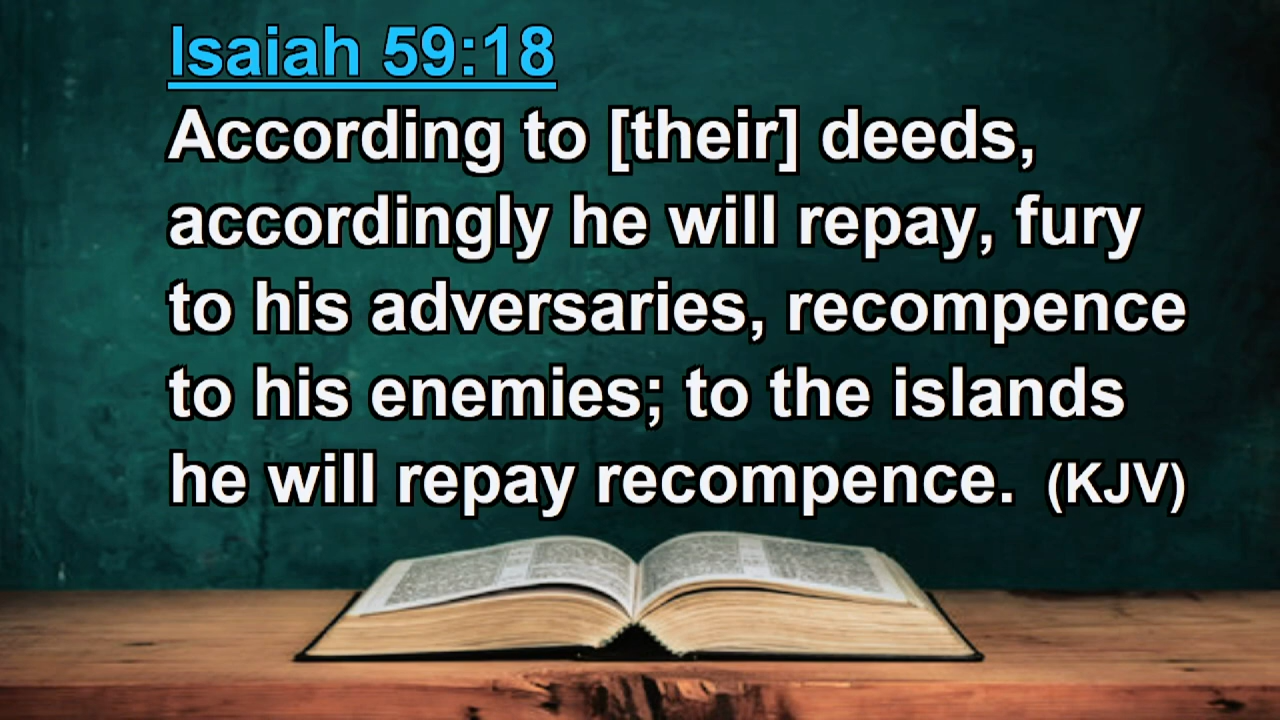 Isaiah 59:18
According to [their] deeds,
accordingly he will repay, fury
to his adversaries, recompence
to his enemies; to the islands
he will repay recompence. (KJV)